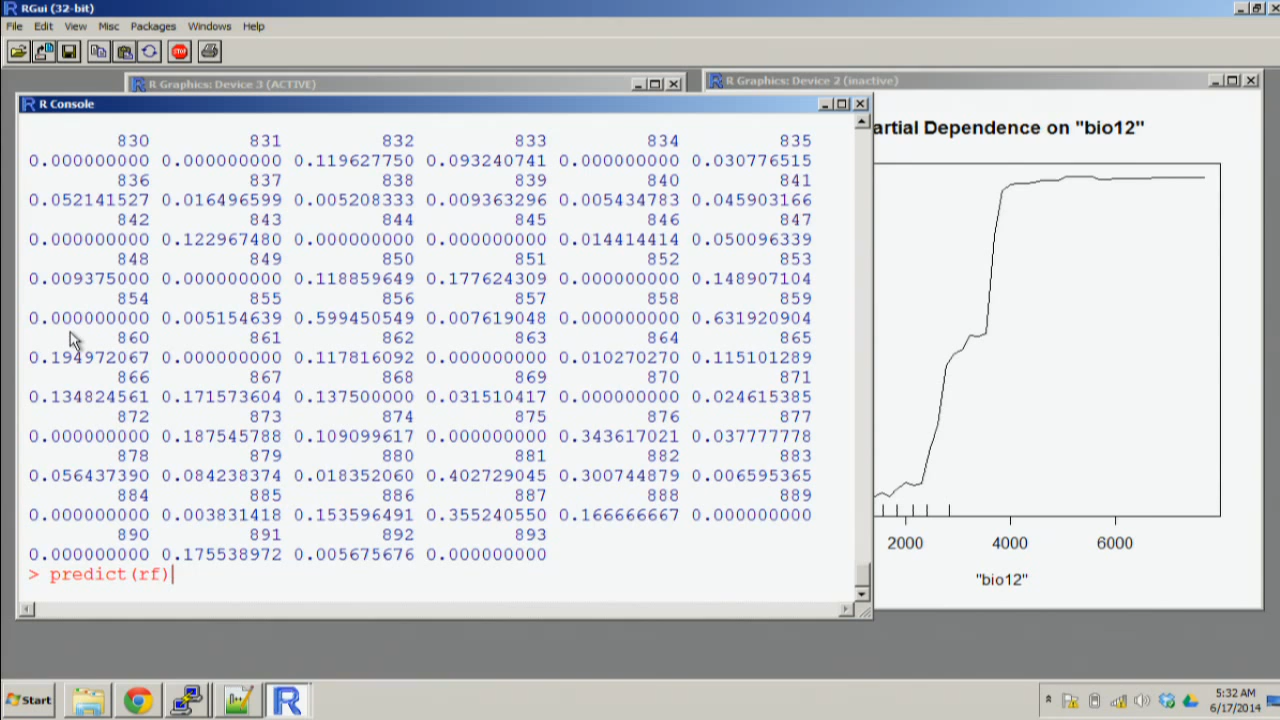 RGui (32-bit)
File Edit View Misc Packages Windows Help
STOP
R Graphics: Device 3 (ACTIVE)
R Graphics: Device 2 (inactive)
R Console
830 831 832 833 834 835
0.000000000 0.000000000 0.119627750 0.093240741 0.000000000 0.030776515
836 837 838 839 840 841
0.052141527 0.016496599 0.005208333 0.009363296 0.005434783 0.045903166
842 843 844 845 846 847
0.000000000 0.122967480 0.000000000 0.000000000 0.014414414 0.050096339
848 849 850 851 852 853
0.009375000 0.000000000 0.118859649 0.177624309 0.000000000 0.148907104
854 855 856 857 858 859
0.000000000 0.005154639 0.599450549 0.007619048 0.000000000 0.631920904
860 861 862 863 864 865
0.194972067 0.000000000 0.117816092 0.000000000 0.010270270 0.115101289
866 867 868 869 870 871
0.134824561 0.171573604 0.137500000 0.031510417 0.000000000 0.024615385
872 873 874 875 876 877
0.000000000 0.187545788 0.109099617 0.000000000 0.343617021 0.037777778
878 879 880 881 882 883
0.056437390 0.084238374 0.018352060 0.402729045 0.300744879 0.006595365
884 885 886 887 888 889
0.000000000 0.003831418 0.153596491 0.355240550 0.166666667 0.000000000
890 891 892 893
0.000000000 0.175538972 0.005675676 0.000000000
> predict(rf)
artial Dependence on "bio12"
2000 4000 6000
"bio12"
Start
5:32 AM
6/17/2014